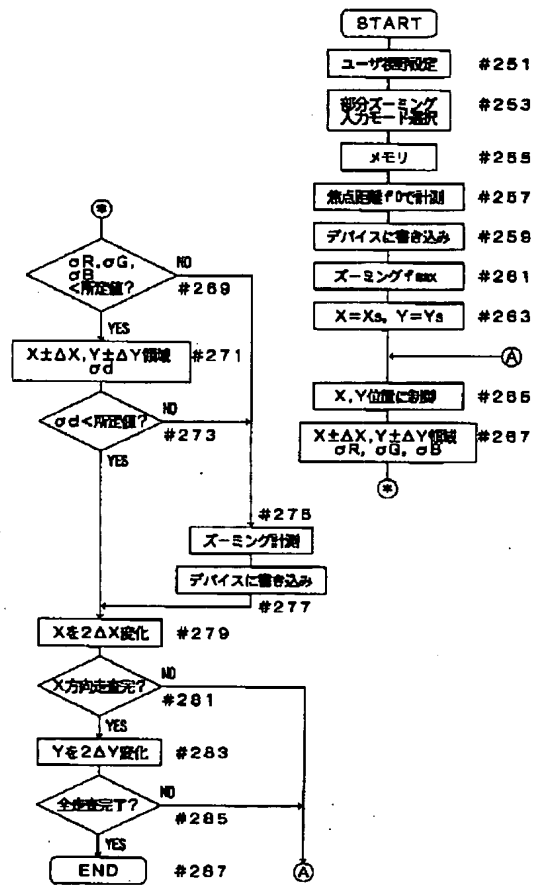 START
ユーザ視野設定 #251
部分ズーミング
入力モード選択 #253
メモリ #255
焦点距離f0で計測 #257
デバイスに書き込み #259
ズーミングfmax #261
X=Xs, Y=Ys #263
A
X,Y位置に制御 #265
X±ΔX,Y±ΔY領域 #267
σR, σG, σB
*
*
σR,σG,
σB
<所定値? NO
#269
YES
X±ΔX,Y±ΔY領域 #271
σd
σd<所定値? NO
#273
YES
#275
ズーミング計測
デバイスに書き込み
#277
Xを2ΔX変化 #279
X方向走査完? NO
#281
YES
Yを2ΔY変化 #283
全走査完了? NO
#285
YES
END #287
A